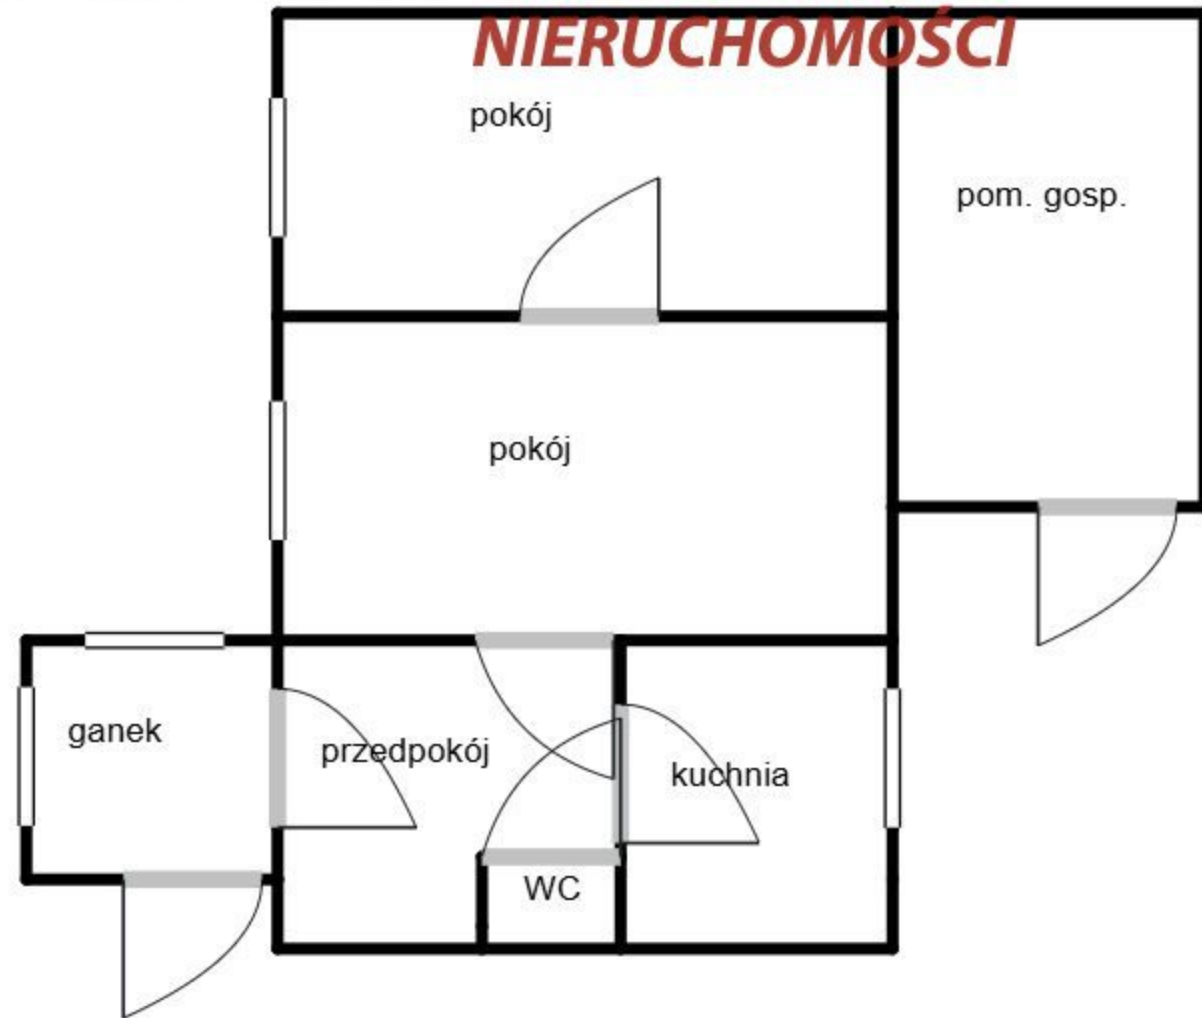 NIERUCHOMOŚCI
pokój
pom. gosp.
pokój
ganek
przedpokój
kuchnia
WC